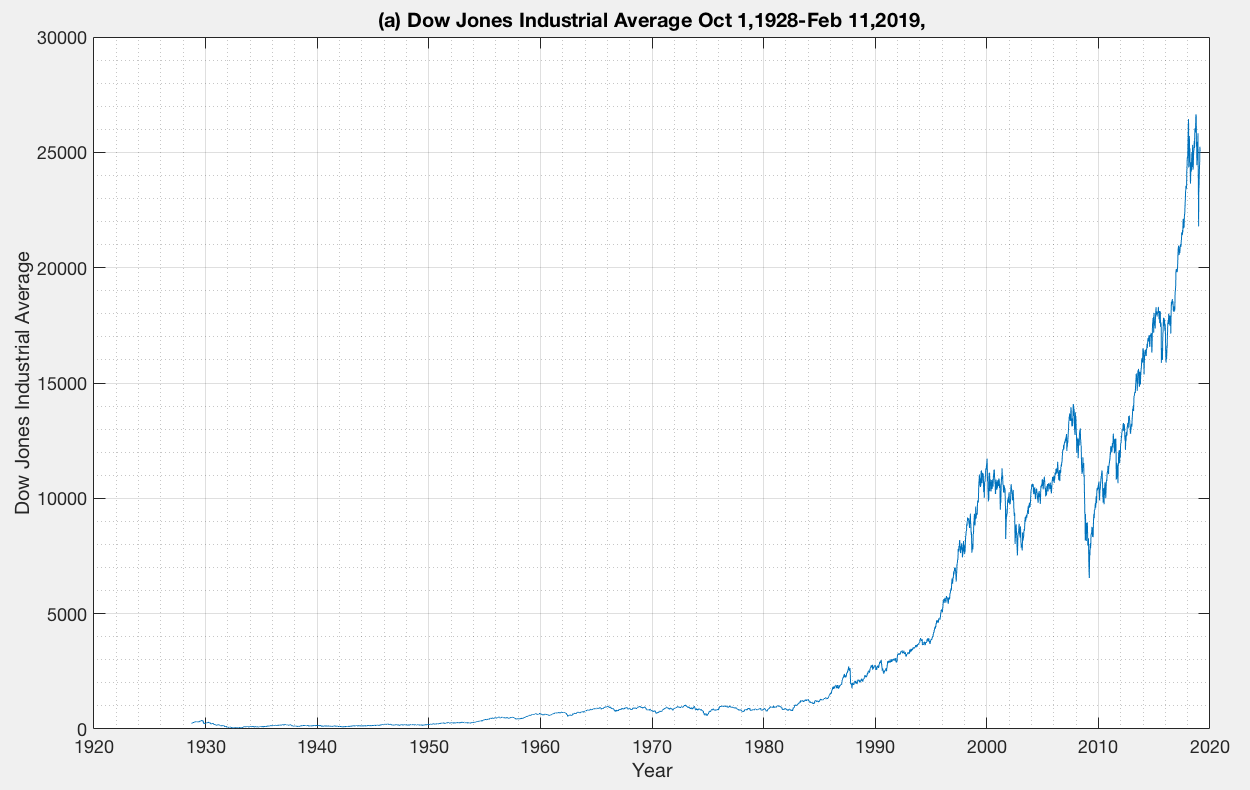 (a) Dow Jones Industrial Average Oct 1,1928-Feb 11,2019,
30000
25000
20000
15000
10000
5000
0
Dow Jones Industrial Average
1920 1930 1940 1950 1960 1970 1980 1990 2000 2010 2020
Year